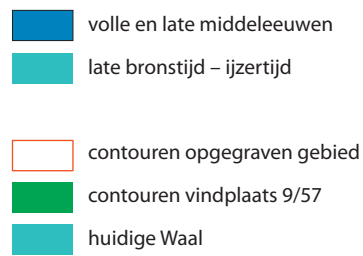 volle en late middeleeuwen
late bronstijd – ijzertijd
contouren opgegraven gebied
contouren vindplaats 9/57
huidige Waal